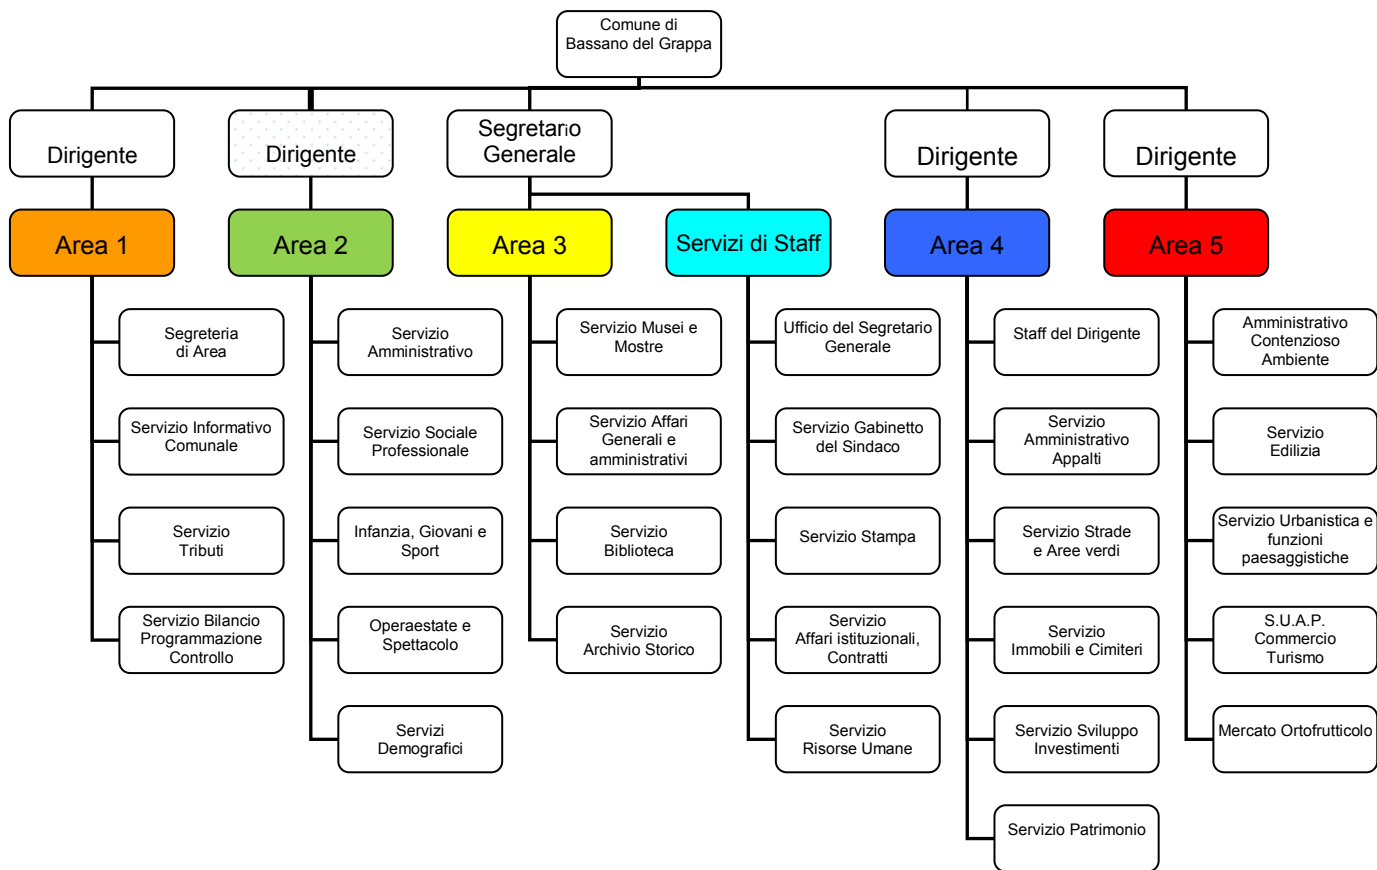 Comune di
Bassano del Grappa
Dirigente
Dirigente
Segretario
Generale
Dirigente
Dirigente
Area 1
Area 2
Area 3
Servizi di Staff
Area 4
Area 5
Segreteria
di Area
Servizio Informativo
Comunale
Servizio
Tributi
Servizio Bilancio
Programmazione
Controllo
Servizio
Amministrativo
Servizio Sociale
Professionale
Infanzia, Giovani e
Sport
Operaestate e
Spettacolo
Servizi
Demografici
Servizio Musei e
Mostre
Servizio Affari
Generali e
amministrativi
Servizio
Biblioteca
Servizio
Archivio Storico
Ufficio del Segretario
Generale
Servizio Gabinetto
del Sindaco
Servizio Stampa
Servizio
Affari istituzionali,
Contratti
Servizio
Risorse Umane
Staff del Dirigente
Servizio
Amministrativo
Appalti
Servizio Strade
e Aree verdi
Servizio
Immobili e Cimiteri
Servizio Sviluppo
Investimenti
Servizio Patrimonio
Amministrativo
Contenzioso
Ambiente
Servizio
Edilizia
Servizio Urbanistica e
funzioni
paesaggistiche
S.U.A.P.
Commercio
Turismo
Mercato Ortofrutticolo